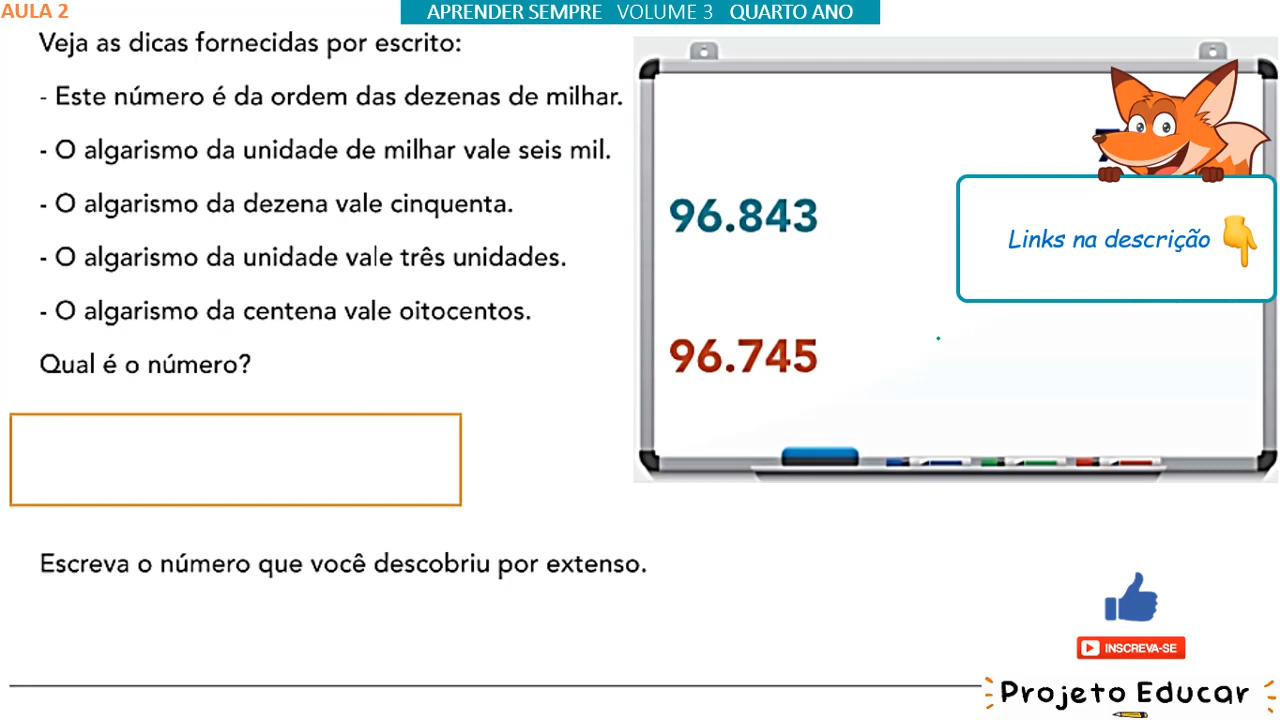 AULA 2
APRENDER SEMPRE VOLUME 3 QUARTO ANO
Veja as dicas fornecidas por escrito:
- Este número é da ordem das dezenas de milhar.
- O algarismo da unidade de milhar vale seis mil.
- O algarismo da dezena vale cinquenta.
- O algarismo da unidade vale três unidades.
- O algarismo da centena vale oitocentos.
Qual é o número?
96.843
96.745
Links na descrição
Escreva o número que você descobriu por extenso.
INSCREVA-SE
Projeto Educar